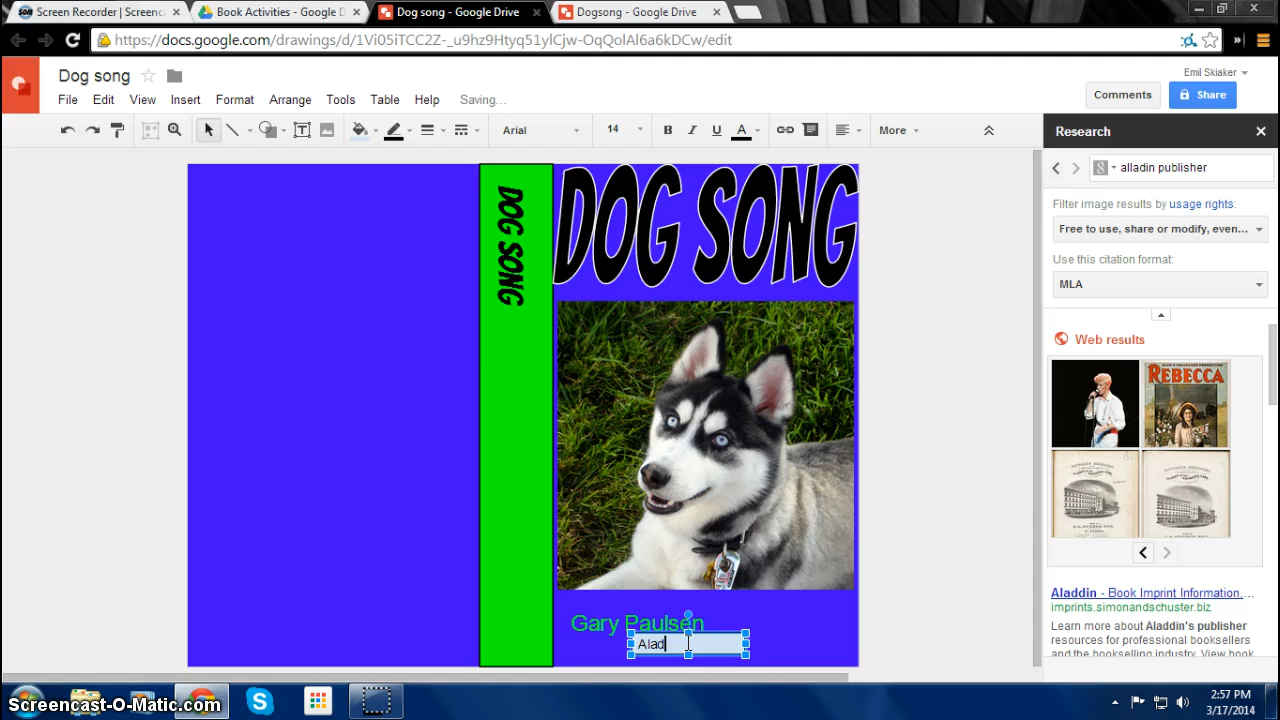 Screen Recorder | Screenca
Book Activities - Google D
Dog song - Google Drive
Dogsong - Google Drive
https://docs.google.com/drawings/d/1Vi05iTCC2Z-_u9hz9Htyq51ylCjw-OqQolAl6a6kDCw/edit
Dog song
Emil Skiaker
File Edit View Insert Format Arrange Tools Table Help Saving...
Comments Share
Arial 14 B I U A More
Research
alladin publisher
Filter image results by usage rights:
Free to use, share or modify, even...
Use this citation format:
MLA
Web results
REBECCA
Aladdin - Book Imprint Information,...
imprints.simonandschuster.biz
Learn more about Aladdin's publisher
resources for professional booksellers
and the bookselling industry. View book
DOG SONG
DOG SONG
Gary Paulsen
Alad
Screencast-O-Matic.com
2:57 PM
3/17/2014